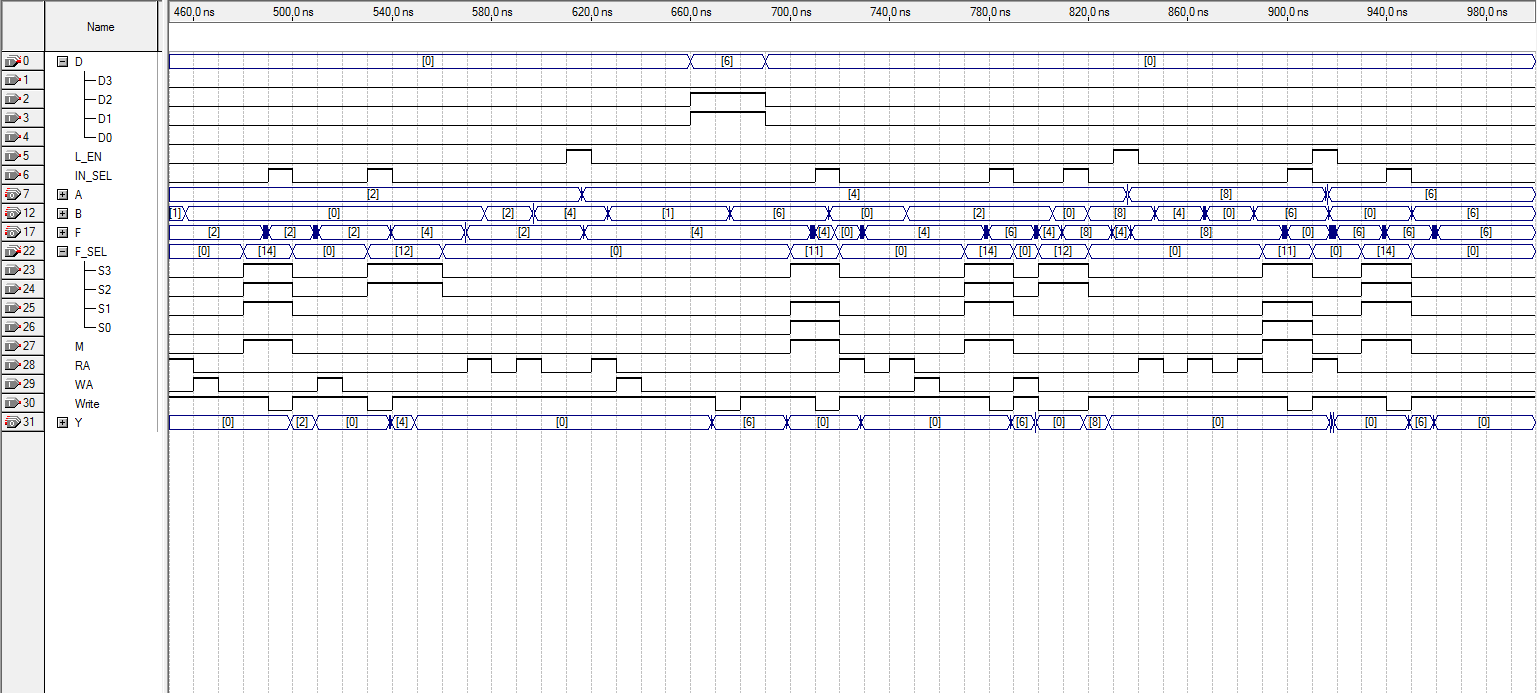 Name 460.0 ns 500.0 ns 540.0 ns 580.0 ns 620.0 ns 660.0 ns 700.0 ns 740.0 ns 780.0 ns 820.0 ns 860.0 ns 900.0 ns 940.0 ns 980.0 ns
0 D [0] [6] [0]
1 D3
2 D2
3 D1
4 D0
5 L_EN
6 IN_SEL
7 A [2] [4] [8] [6]
12 B [1] [0] [2] [4] [1] [6] [0] [2] [0] [8] [4] [0] [6] [0] [6]
17 F [2] [2] [2] [4] [2] [4] [4] [0] [4] [6] [4] [8] [4] [8] [0] [6] [6] [6]
22 F_SEL [0] [14] [0] [12] [0] [11] [0] [14] [0] [12] [0] [11] [0] [14] [0]
23 S3
24 S2
25 S1
26 S0
27 M
28 RA
29 WA
30 Write
31 Y [0] [2] [0] [4] [0] [6] [0] [0] [6] [0] [8] [0] [0] [6] [0]